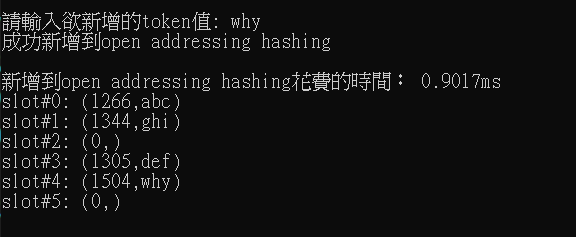 請輸入欲新增的token值: why
成功新增到open addressing hashing
新增到open addressing hashing花費的時間： 0.9017ms
slot#0: (1266,abc)
slot#1: (1344,ghi)
slot#2: (0,)
slot#3: (1305,def)
slot#4: (1504,why)
slot#5: (0,)